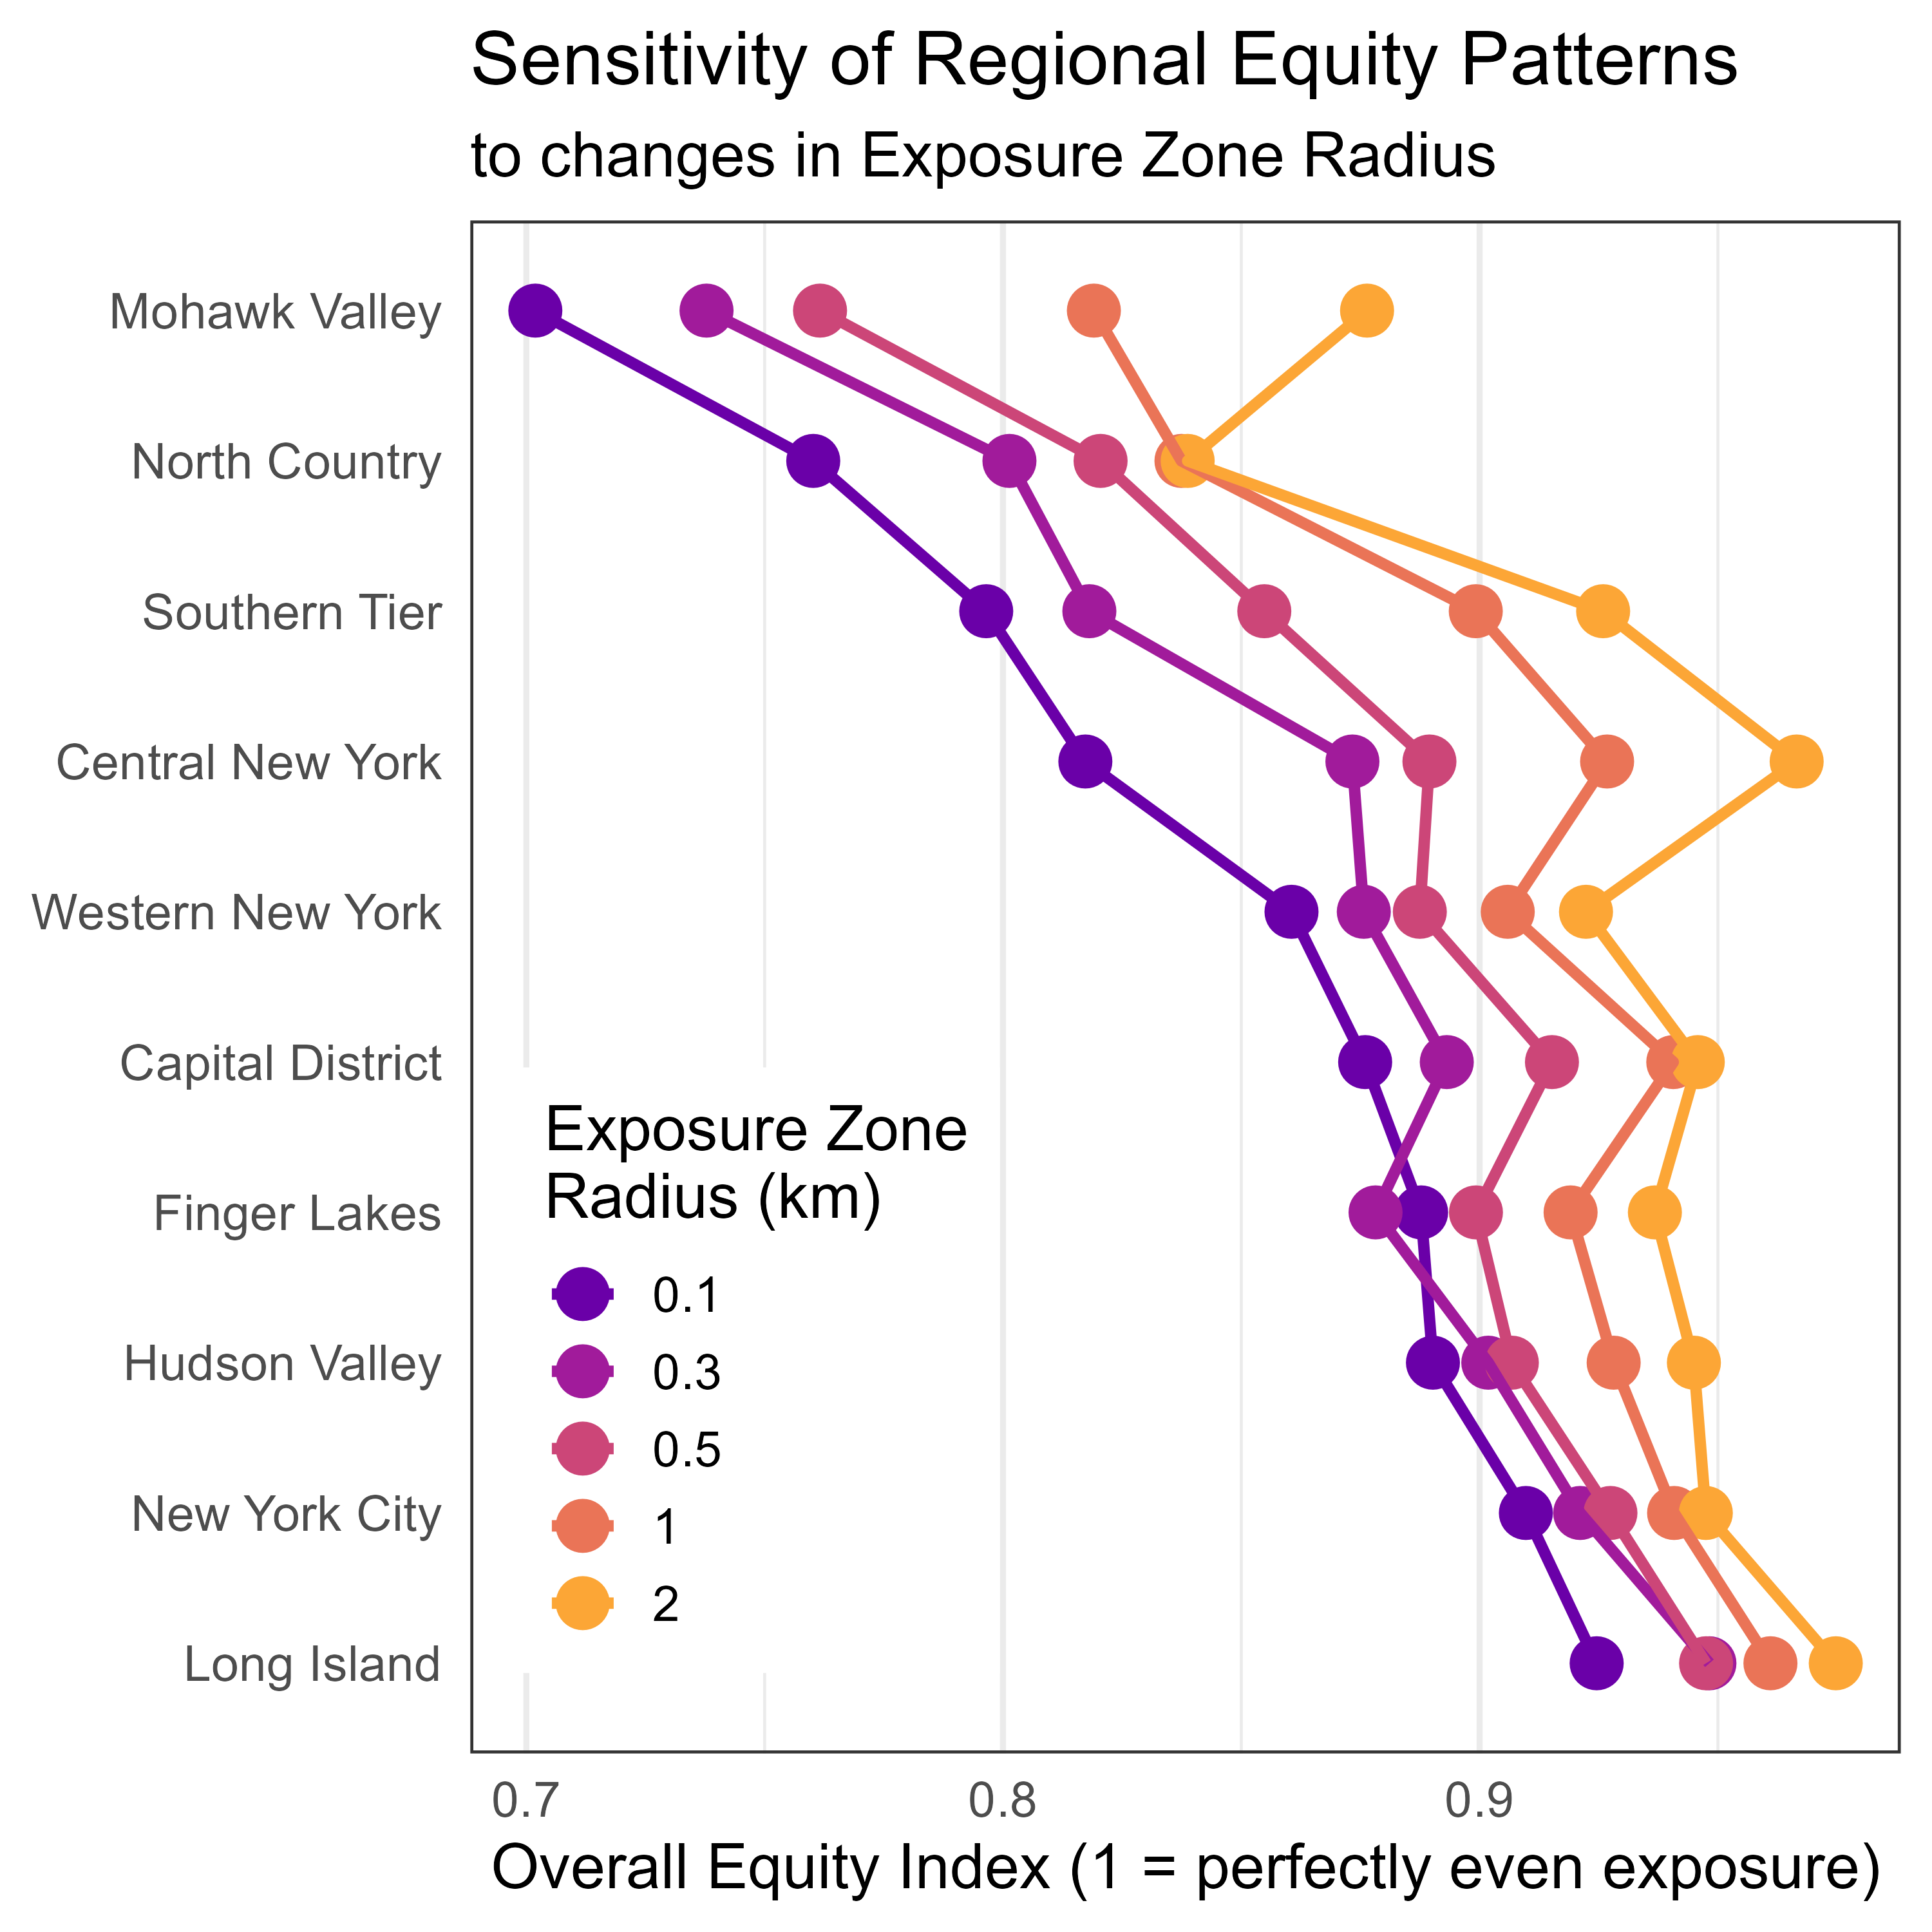 Sensitivity of Regional Equity Patterns
to changes in Exposure Zone Radius
Mohawk Valley
North Country
Southern Tier
Central New York
Western New York
Capital District
Finger Lakes
Hudson Valley
New York City
Long Island
Exposure Zone
Radius (km)
0.1
0.3
0.5
1
2
0.7 0.8 0.9
Overall Equity Index (1 = perfectly even exposure)